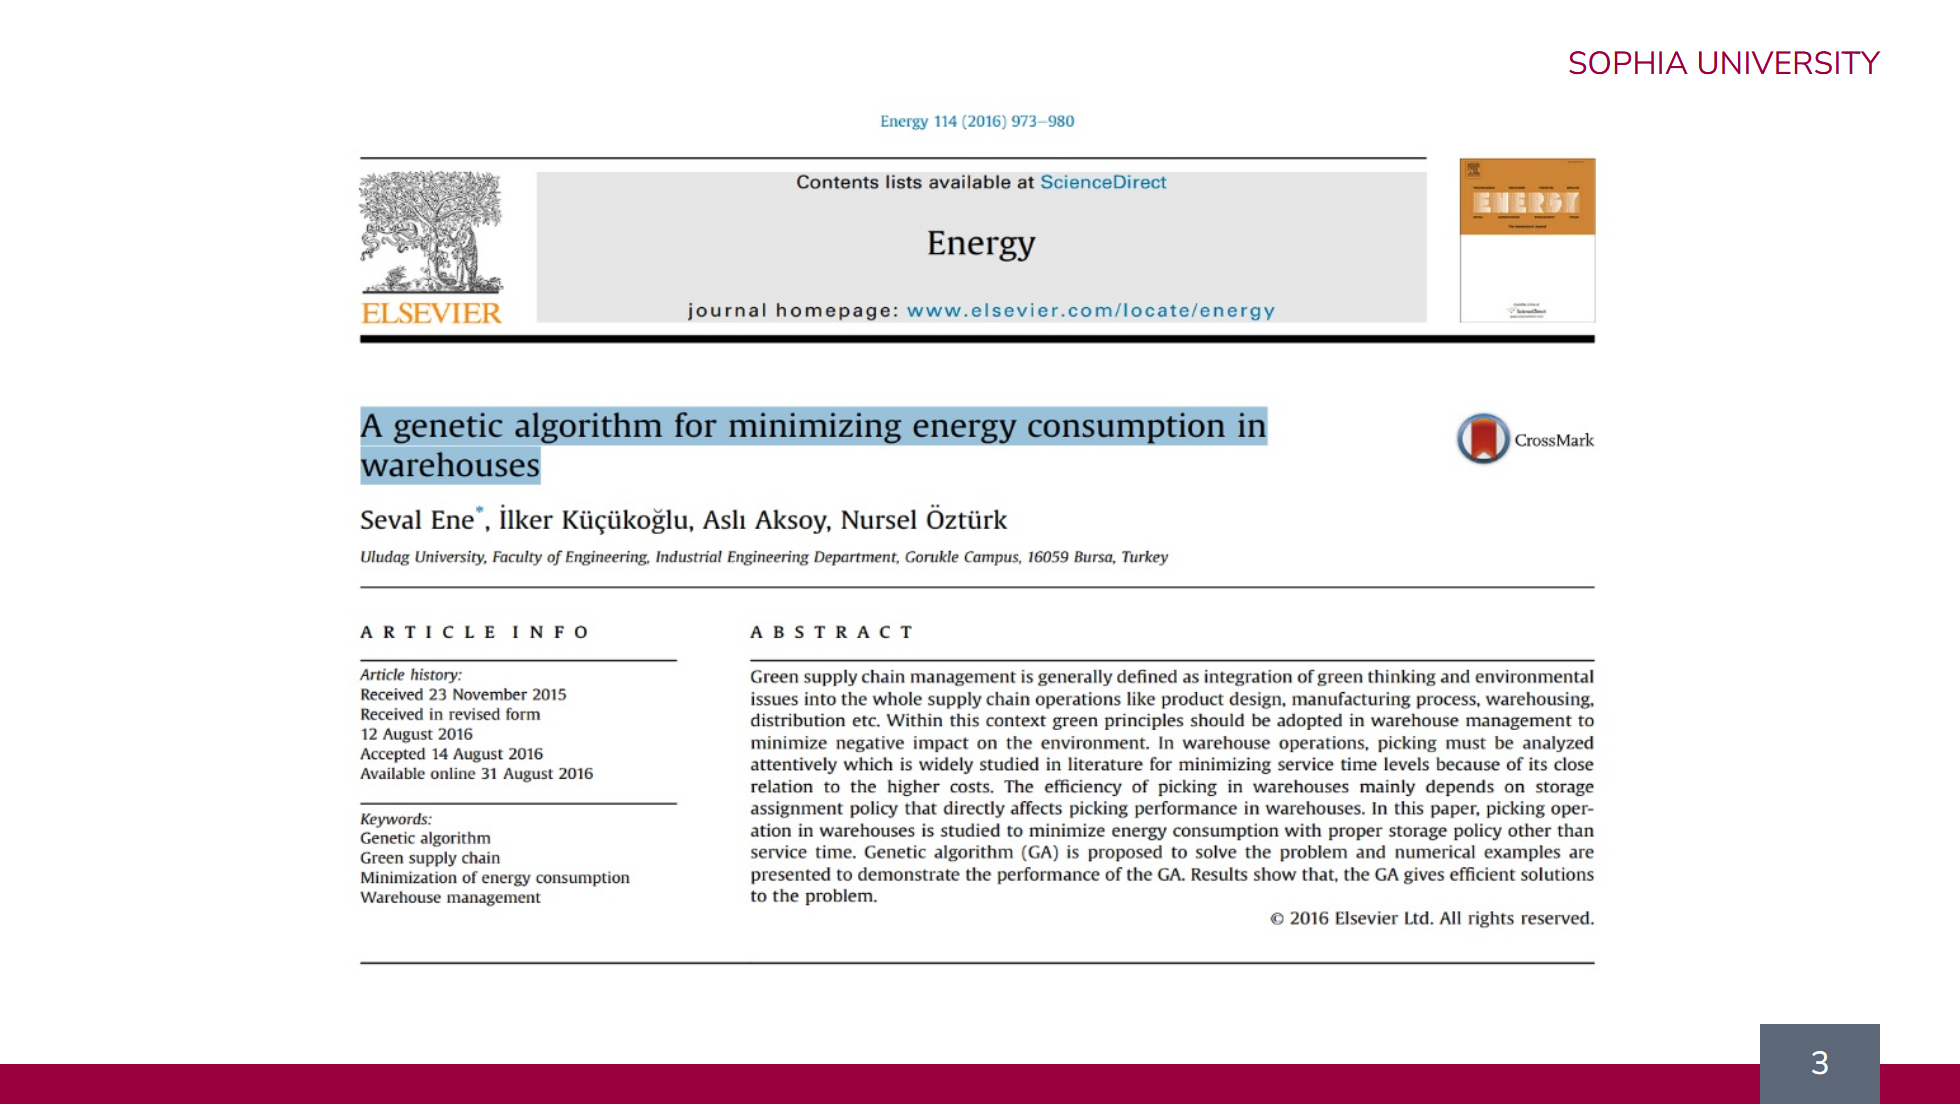 SOPHIA UNIVERSITY
Energy 114 (2016) 973–980
Contents lists available at ScienceDirect
Energy
journal homepage: www.elsevier.com/locate/energy
ELSEVIER
ENERGY
ScienceDirect
A genetic algorithm for minimizing energy consumption in
warehouses
CrossMark
Seval Ene*, İlker Küçükoğlu, Aslı Aksoy, Nursel Öztürk
Uludag University, Faculty of Engineering, Industrial Engineering Department, Gorukle Campus, 16059 Bursa, Turkey
ARTICLE INFO
Article history:
Received 23 November 2015
Received in revised form
12 August 2016
Accepted 14 August 2016
Available online 31 August 2016
Keywords:
Genetic algorithm
Green supply chain
Minimization of energy consumption
Warehouse management
ABSTRACT
Green supply chain management is generally defined as integration of green thinking and environmental
issues into the whole supply chain operations like product design, manufacturing process, warehousing,
distribution etc. Within this context green principles should be adopted in warehouse management to
minimize negative impact on the environment. In warehouse operations, picking must be analyzed
attentively which is widely studied in literature for minimizing service time levels because of its close
relation to the higher costs. The efficiency of picking in warehouses mainly depends on storage
assignment policy that directly affects picking performance in warehouses. In this paper, picking oper-
ation in warehouses is studied to minimize energy consumption with proper storage policy other than
service time. Genetic algorithm (GA) is proposed to solve the problem and numerical examples are
presented to demonstrate the performance of the GA. Results show that, the GA gives efficient solutions
to the problem.
© 2016 Elsevier Ltd. All rights reserved.
3